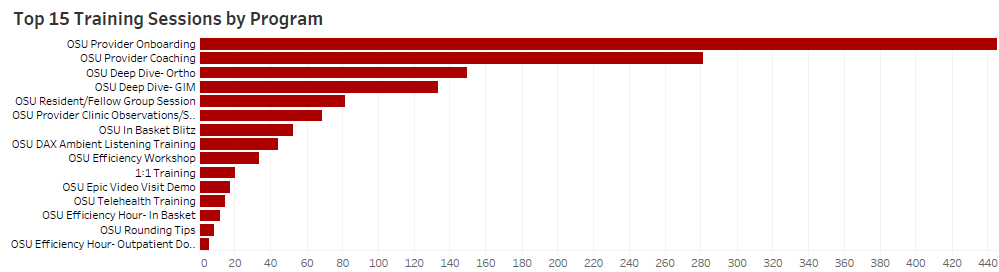 Top 15 Training Sessions by Program
OSU Provider Onboarding
OSU Provider Coaching
OSU Deep Dive- Ortho
OSU Deep Dive- GIM
OSU Resident/Fellow Group Session
OSU Provider Clinic Observations/S..
OSU In Basket Blitz
OSU DAX Ambient Listening Training
OSU Efficiency Workshop
1:1 Training
OSU Epic Video Visit Demo
OSU Telehealth Training
OSU Efficiency Hour- In Basket
OSU Rounding Tips
OSU Efficiency Hour- Outpatient Do..
0 20 40 60 80 100 120 140 160 180 200 220 240 260 280 300 320 340 360 380 400 420 440